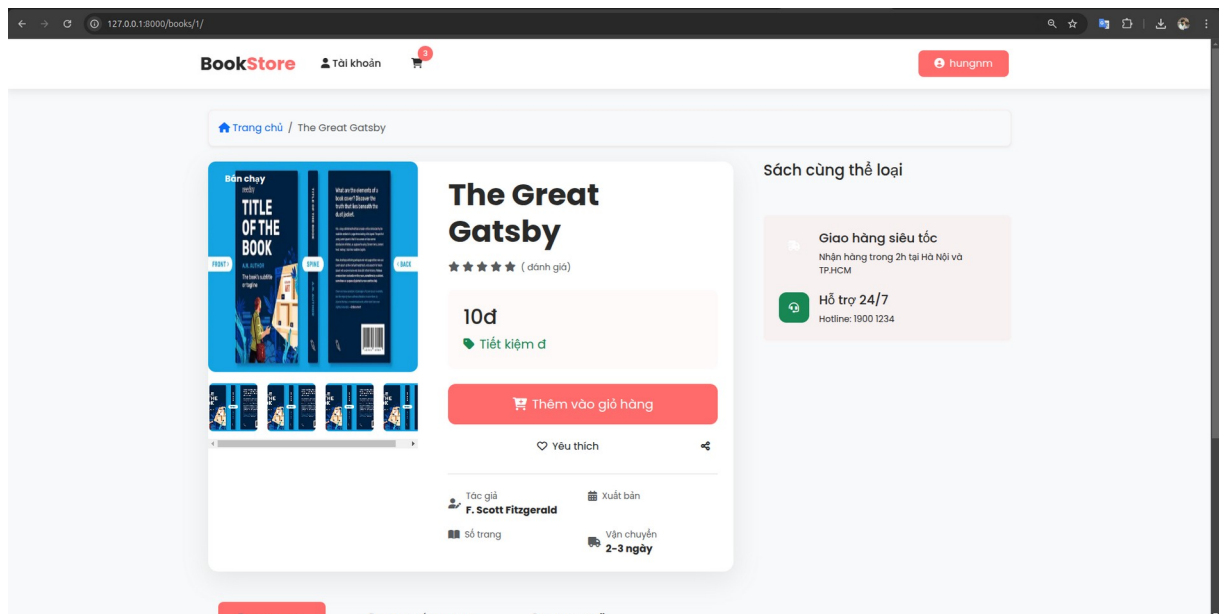 127.0.0.1:8000/books/1/
BookStore
Tài khoản
3
hungnm
Trang chủ / The Great Gatsby
Bán chạy
TITLE
OF THE
BOOK
FRONT
SPINE
BACK
The Great
Gatsby
( đánh giá)
10đ
Tiết kiệm đ
Thêm vào giỏ hàng
Yêu thích
Tác giả
F. Scott Fitzgerald
Xuất bản
Số trang
Vận chuyển
2-3 ngày
Sách cùng thể loại
Giao hàng siêu tốc
Nhận hàng trong 2h tại Hà Nội và
TP.HCM
Hỗ trợ 24/7
Hotline: 1900 1234